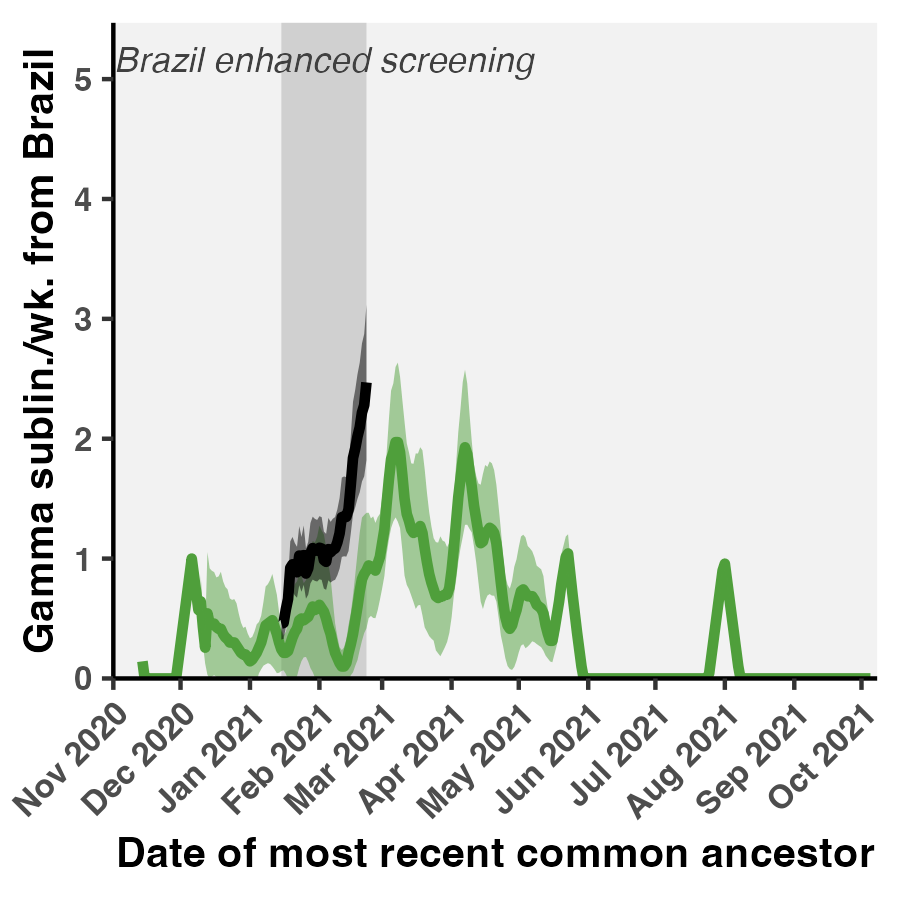 Brazil enhanced screening
Gamma sublin./wk. from Brazil
5
4
3
2
1
0
Nov 2020
Dec 2020
Jan 2021
Feb 2021
Mar 2021
Apr 2021
May 2021
Jun 2021
Jul 2021
Aug 2021
Sep 2021
Oct 2021
Date of most recent common ancestor